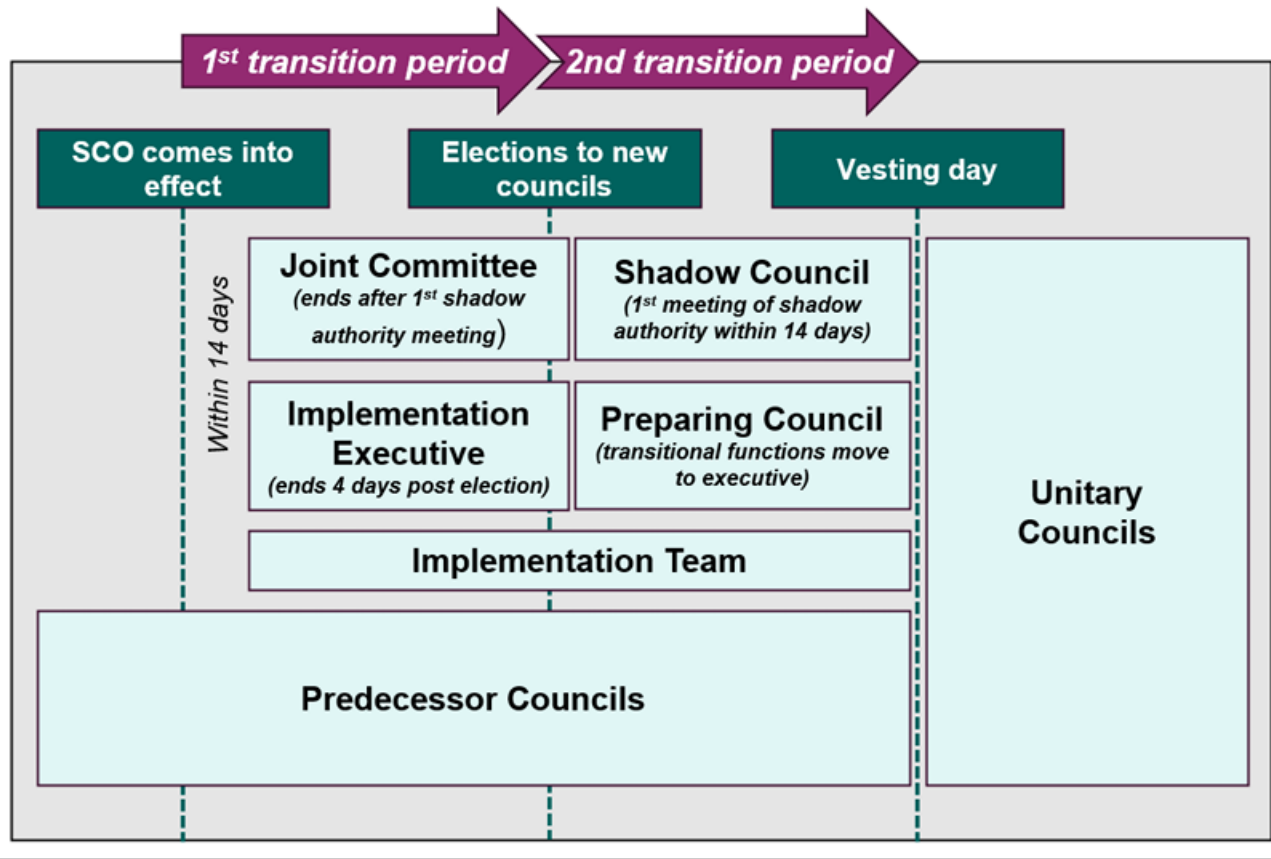 1st transition period
2nd transition period
SCO comes into
effect
Elections to new
councils
Vesting day
Within 14 days
Joint Committee
(ends after 1st shadow
authority meeting)
Shadow Council
(1st meeting of shadow
authority within 14 days)
Implementation
Executive
(ends 4 days post election)
Preparing Council
(transitional functions move
to executive)
Unitary
Councils
Implementation Team
Predecessor Councils